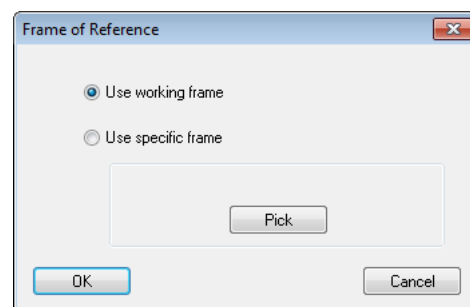 Frame of Reference
Use working frame
Use specific frame
Pick
OK
Cancel